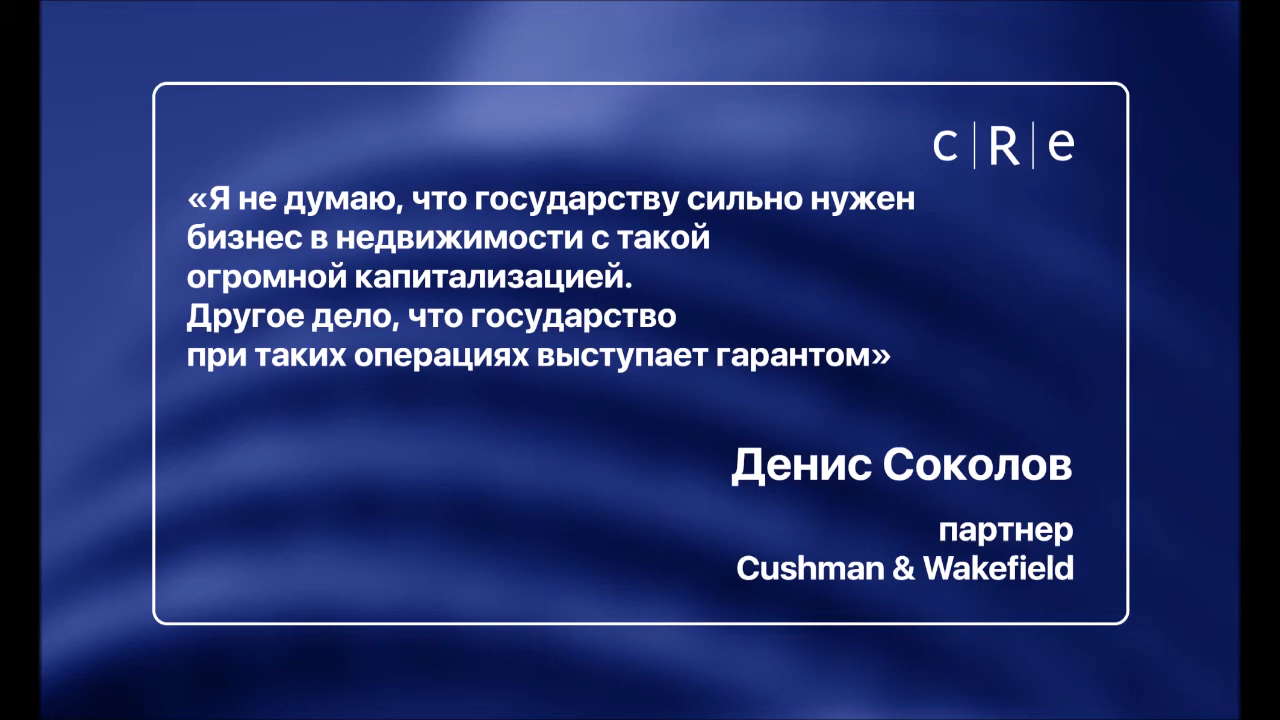 c|R|e
«Я не думаю, что государству сильно нужен
бизнес в недвижимости с такой
огромной капитализацией.
Другое дело, что государство
при таких операциях выступает гарантом»
Денис Соколов
партнер
Cushman & Wakefield